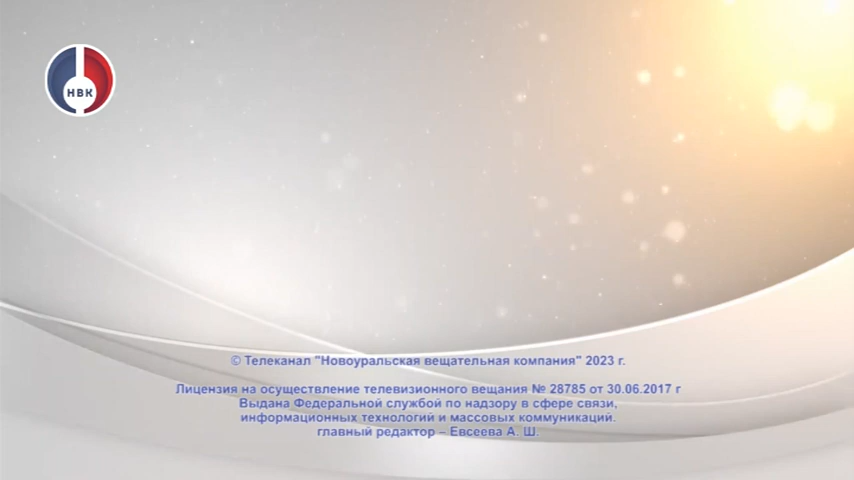 НВК
© Телеканал "Новоуральская вещательная компания" 2023 г.
Лицензия на осуществление телевизионного вещания № 28785 от 30.06.2017 г
Выдана Федеральной службой по надзору в сфере связи,
информационных технологий и массовых коммуникаций.
главный редактор – Евсеева А. Ш.